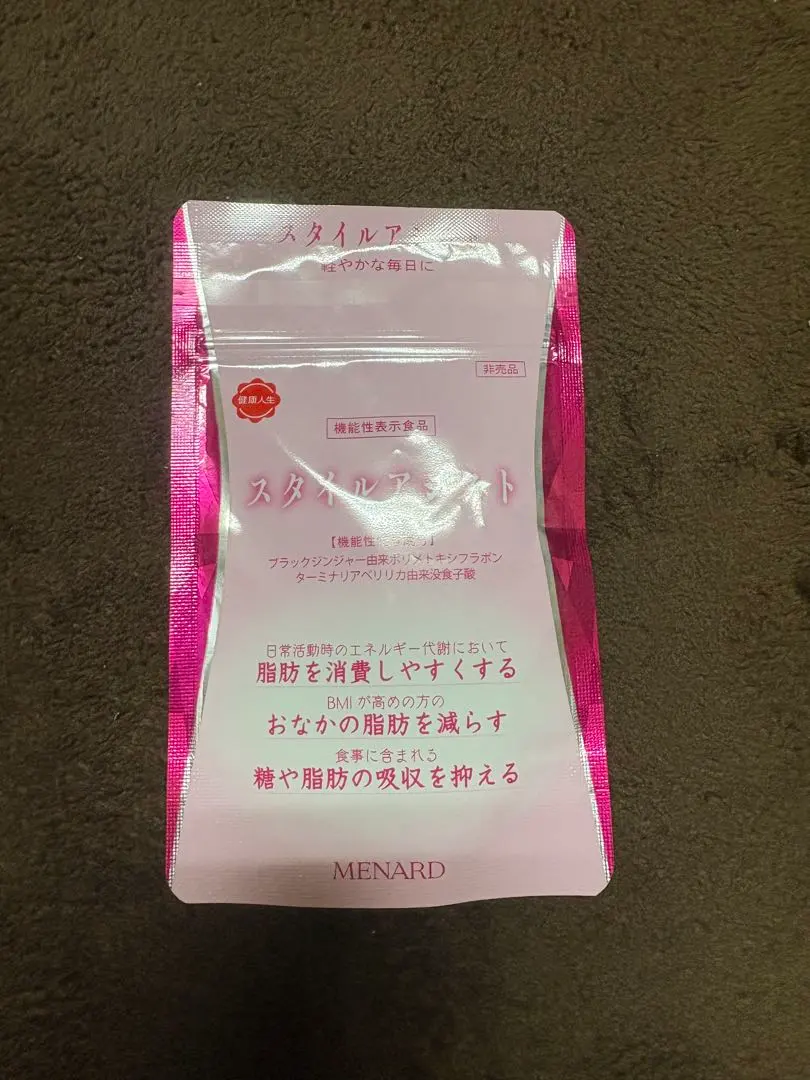 スタイルア
軽やかな毎日に
非売品
健康人生
機能性表示食品
スタイルアシスト
【機能性
ブラックジンジャー由来ポリメトキシフラボン
ターミナリアベリリカ由来没食子酸
日常活動時のエネルギー代謝において
脂肪を消費しやすくする
BMIが高めの方の
おなかの脂肪を減らす
食事に含まれる
糖や脂肪の吸収を抑える
MENARD